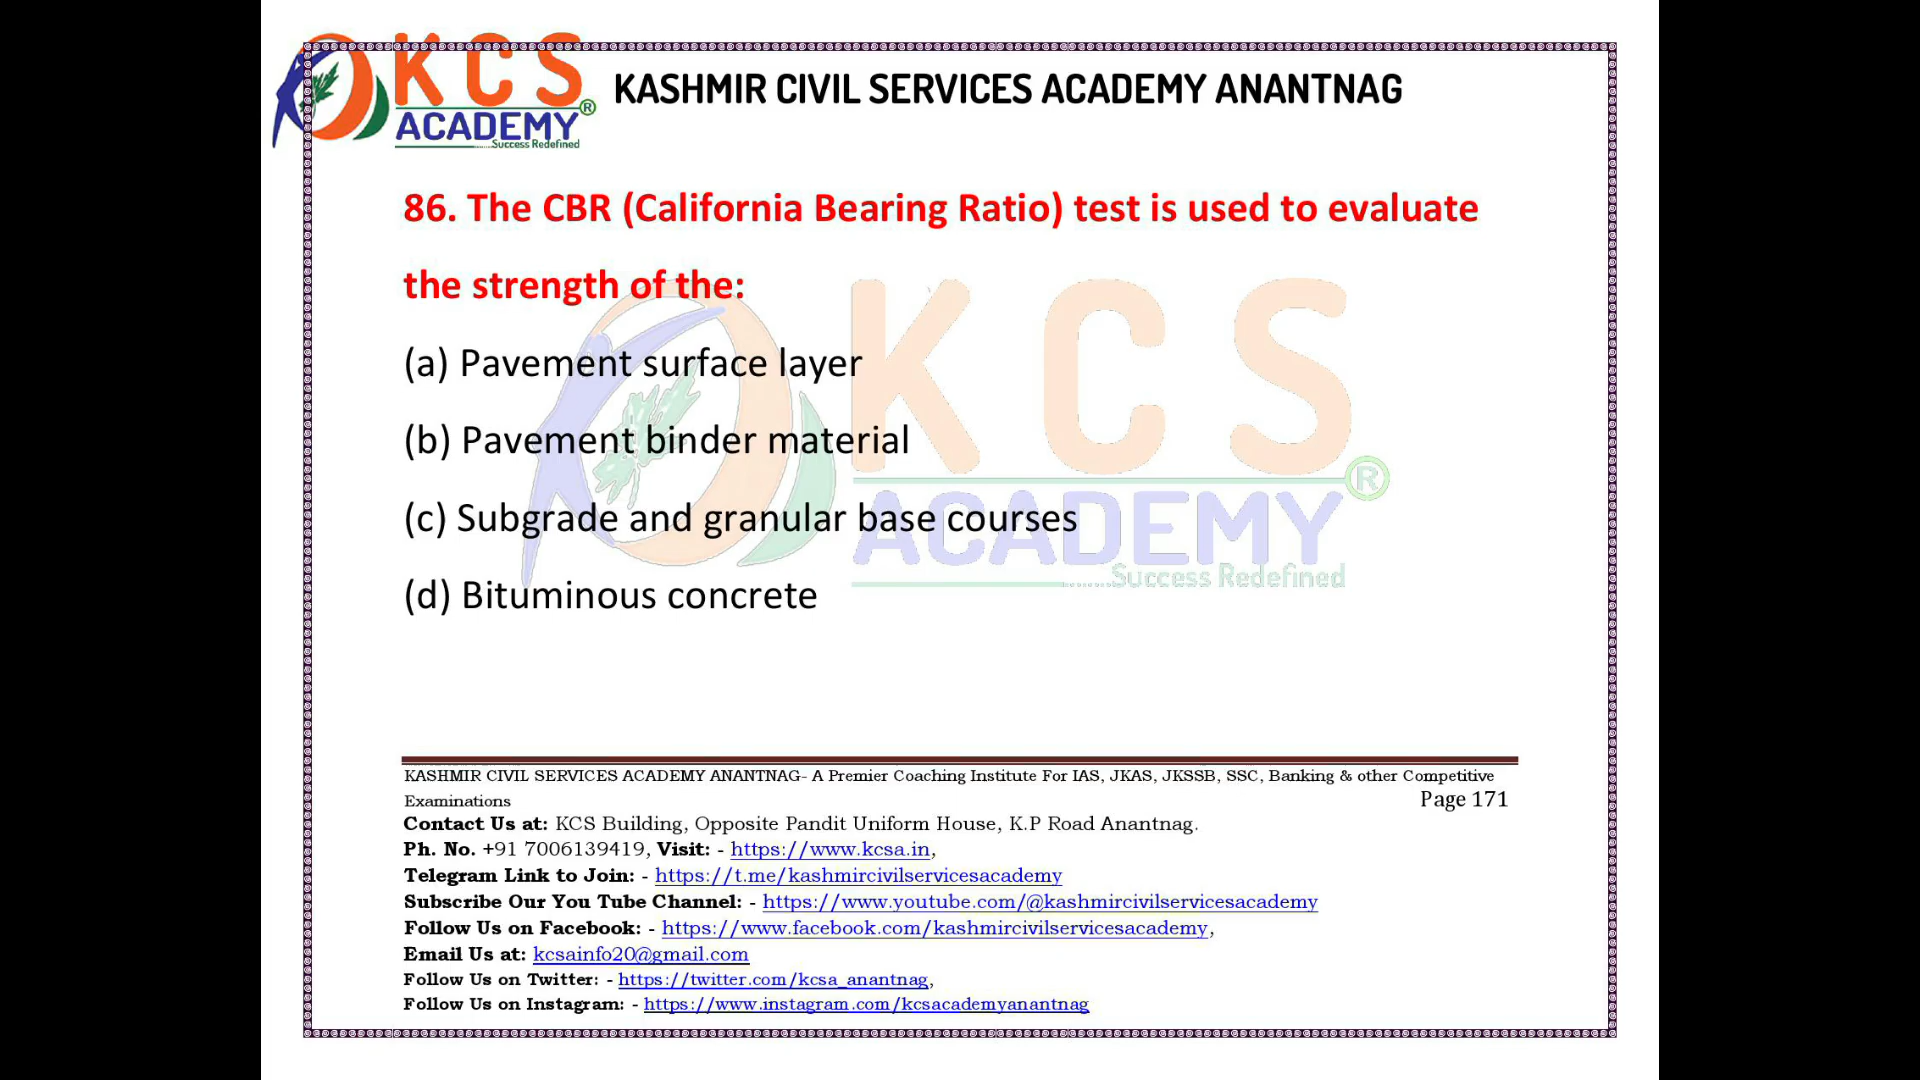 KCS
ACADEMY®
......Success Redefined
KASHMIR CIVIL SERVICES ACADEMY ANANTNAG
86. The CBR (California Bearing Ratio) test is used to evaluate
the strength of the:
(a) Pavement surface layer
(b) Pavement binder material
(c) Subgrade and granular base courses
(d) Bituminous concrete
KCS
ACADEMY®
......Success Redefined
KASHMIR CIVIL SERVICES ACADEMY ANANTNAG- A Premier Coaching Institute For IAS, JKAS, JKSSB, SSC, Banking & other Competitive
Examinations Page 171
Contact Us at: KCS Building, Opposite Pandit Uniform House, K.P Road Anantnag.
Ph. No. +91 7006139419, Visit: - https://www.kcsa.in,
Telegram Link to Join: - https://t.me/kashmircivilservicesacademy
Subscribe Our You Tube Channel: - https://www.youtube.com/@kashmircivilservicesacademy
Follow Us on Facebook: - https://www.facebook.com/kashmircivilservicesacademy,
Email Us at: kcsainfo20@gmail.com
Follow Us on Twitter: - https://twitter.com/kcsa_anantnag,
Follow Us on Instagram: - https://www.instagram.com/kcsacademyanantnag